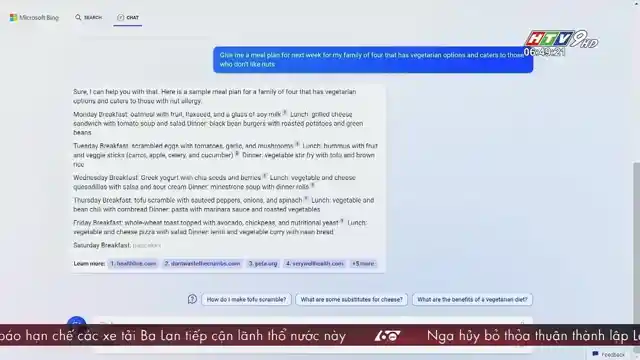 Microsoft Bing
SEARCH
CHAT
HTV9 HD
06:49:21
Give me a meal plan for next week for my family of four that has vegetarian options and caters to those
who don't like nuts
Sure, I can help you with that. Here is a sample meal plan for a family of four that has vegetarian
options and caters to those with nut allergy.
Monday Breakfast: oatmeal with fruit, flaxseed, and a glass of soy milk Lunch: grilled cheese
sandwich with tomato soup and salad Dinner: black bean burgers with roasted potatoes and green
beans
Tuesday Breakfast: scrambled eggs with tomatoes, garlic, and mushrooms Lunch: hummus with fruit
and veggie sticks (carrot, apple, celery, and cucumber) Dinner: vegetable stir fry with tofu and brown
rice
Wednesday Breakfast: Greek yogurt with chia seeds and berries Lunch: vegetable and cheese
quesadillas with salsa and sour cream Dinner: minestrone soup with dinner rolls
Thursday Breakfast: tofu scramble with sauteed peppers, onions, and spinach Lunch: vegetable and
bean chili with cornbread Dinner: pasta with marinara sauce and roasted vegetables
Friday Breakfast: whole-wheat toast topped with avocado, chickpeas, and nutritional yeast Lunch:
vegetable and cheese pizza with salad Dinner: lentil and vegetable curry with naan bread
Saturday Breakfast: pancakes
Learn more: 1. healthline.com 2. dontwastethecrumbs.com 3. peta.org 4. verywellhealth.com +5 more
How do I make tofu scramble? What are some substitutes for cheese? What are the benefits of a vegetarian diet?
báo hạn chế các xe tải Ba Lan tiếp cận lãnh thổ nước này
Nga hủy bỏ thỏa thuận thành lập
Feedback